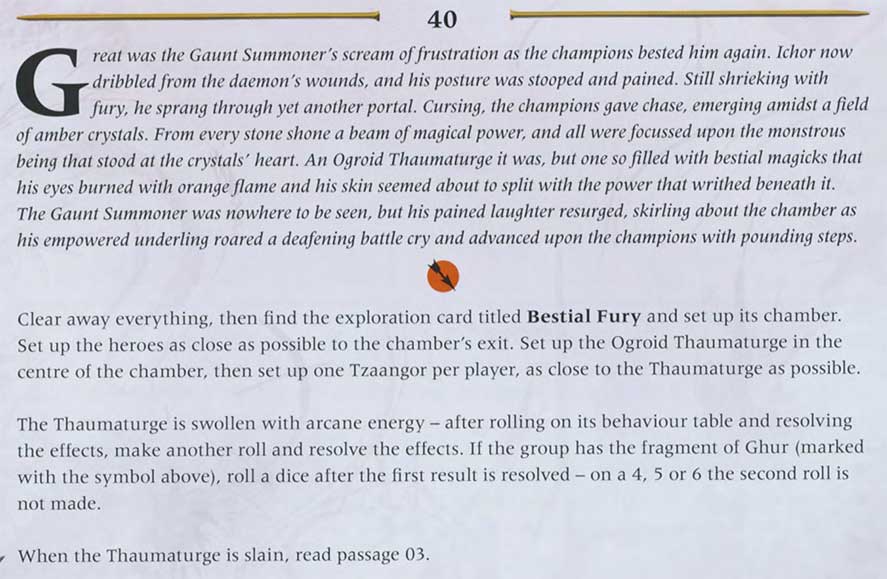 40
Great was the Gaunt Summoner's scream of frustration as the champions bested him again. Ichor now
dribbled from the daemon's wounds, and his posture was stooped and pained. Still shrieking with
fury, he sprang through yet another portal. Cursing, the champions gave chase, emerging amidst a field
of amber crystals. From every stone shone a beam of magical power, and all were focussed upon the monstrous
being that stood at the crystals' heart. An Ogroid Thaumaturge it was, but one so filled with bestial magicks that
his eyes burned with orange flame and his skin seemed about to split with the power that writhed beneath it.
The Gaunt Summoner was nowhere to be seen, but his pained laughter resurged, skirling about the chamber as
his empowered underling roared a deafening battle cry and advanced upon the champions with pounding steps.
Clear away everything, then find the exploration card titled Bestial Fury and set up its chamber.
Set up the heroes as close as possible to the chamber's exit. Set up the Ogroid Thaumaturge in the
centre of the chamber, then set up one Tzaangor per player, as close to the Thaumaturge as possible.
The Thaumaturge is swollen with arcane energy – after rolling on its behaviour table and resolving
the effects, make another roll and resolve the effects. If the group has the fragment of Ghur (marked
with the symbol above), roll a dice after the first result is resolved – on a 4, 5 or 6 the second roll is
not made.
When the Thaumaturge is slain, read passage 03.